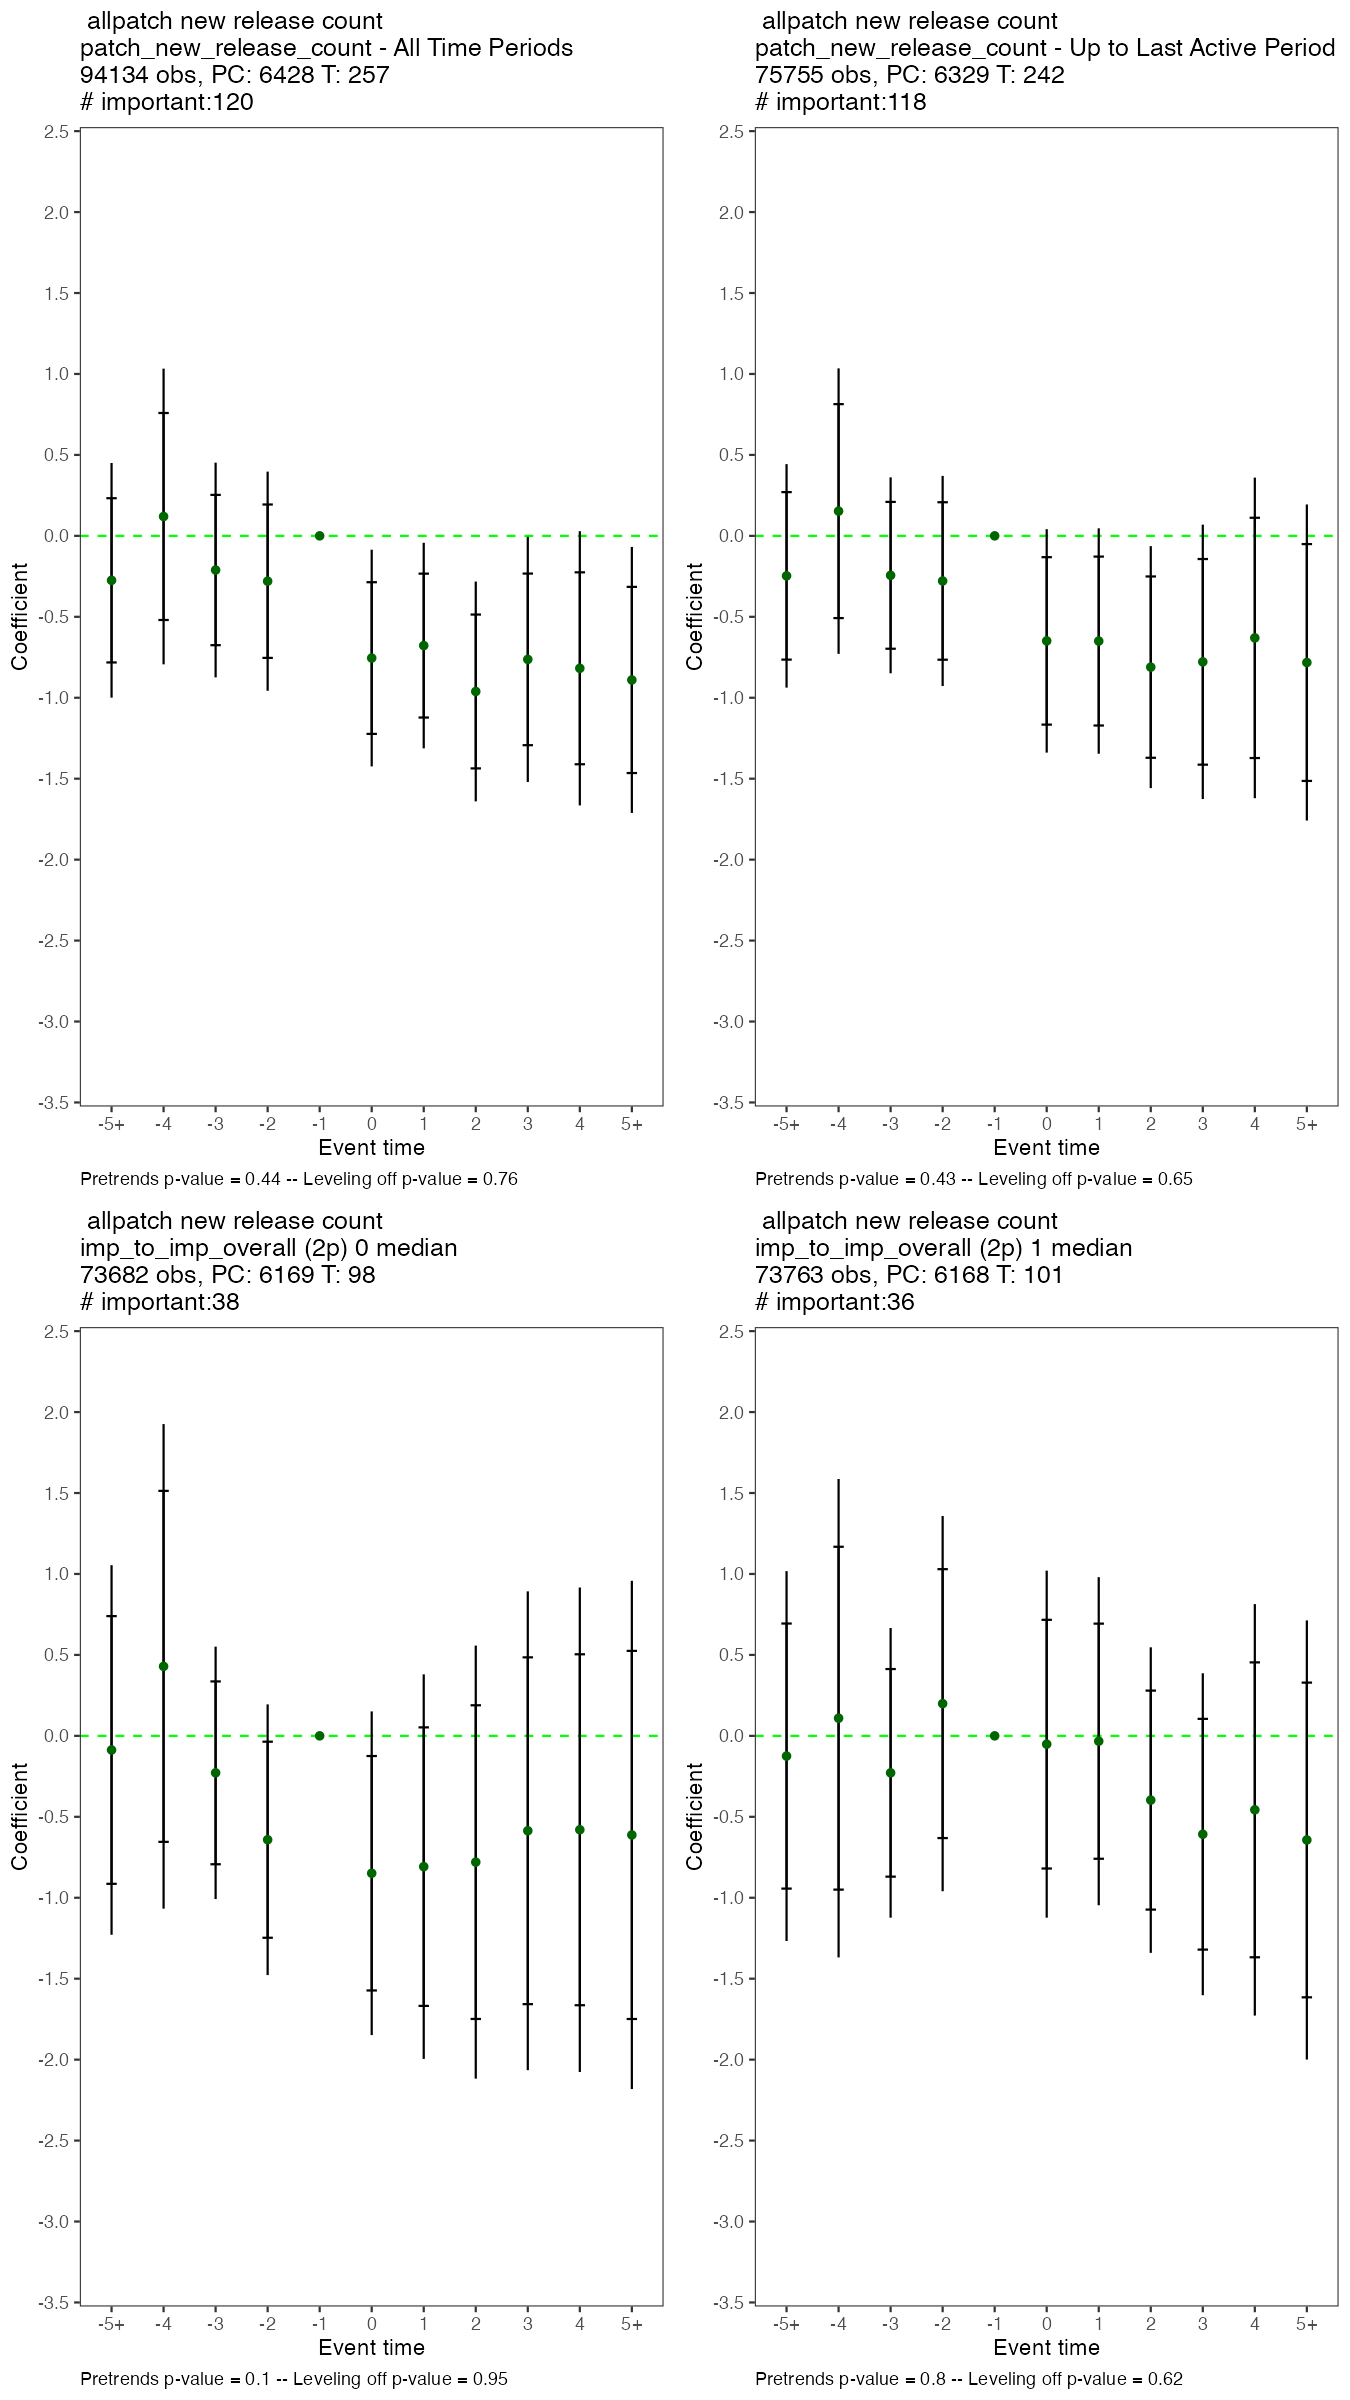 allpatch new release count
patch_new_release_count - All Time Periods
94134 obs, PC: 6428 T: 257
# important:120
2.5
2.0
1.5
1.0
0.5
0.0
-0.5
-1.0
-1.5
-2.0
-2.5
-3.0
-3.5
Coefficient
-5+ -4 -3 -2 -1 0 1 2 3 4 5+
Event time
Pretrends p-value = 0.44 -- Leveling off p-value = 0.76
allpatch new release count
patch_new_release_count - Up to Last Active Period
75755 obs, PC: 6329 T: 242
# important:118
2.5
2.0
1.5
1.0
0.5
0.0
-0.5
-1.0
-1.5
-2.0
-2.5
-3.0
-3.5
Coefficient
-5+ -4 -3 -2 -1 0 1 2 3 4 5+
Event time
Pretrends p-value = 0.43 -- Leveling off p-value = 0.65
allpatch new release count
imp_to_imp_overall (2p) 0 median
73682 obs, PC: 6169 T: 98
# important:38
2.5
2.0
1.5
1.0
0.5
0.0
-0.5
-1.0
-1.5
-2.0
-2.5
-3.0
-3.5
Coefficient
-5+ -4 -3 -2 -1 0 1 2 3 4 5+
Event time
Pretrends p-value = 0.1 -- Leveling off p-value = 0.95
allpatch new release count
imp_to_imp_overall (2p) 1 median
73763 obs, PC: 6168 T: 101
# important:36
2.5
2.0
1.5
1.0
0.5
0.0
-0.5
-1.0
-1.5
-2.0
-2.5
-3.0
-3.5
Coefficient
-5+ -4 -3 -2 -1 0 1 2 3 4 5+
Event time
Pretrends p-value = 0.8 -- Leveling off p-value = 0.62